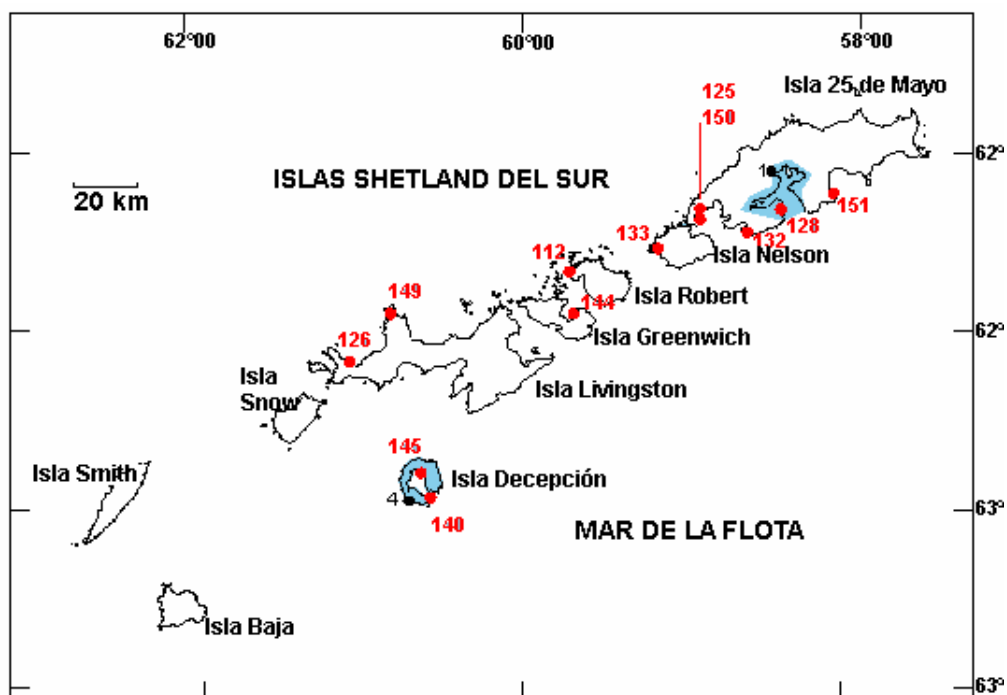 62°00
60°00
58°00
Isla 25 de Mayo
125
150
62°
ISLAS SHETLAND DEL SUR
20 km
1
151
128
133
132
Isla Nelson
112
149
144
Isla Robert
62°
Isla Greenwich
126
Isla
Snow
Isla Livingston
145
Isla Smith
Isla Decepción
4
63°
140
MAR DE LA FLOTA
Isla Baja
63°